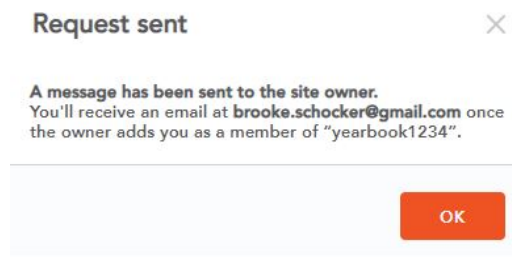 Request sent
A message has been sent to the site owner.
You'll receive an email at brooke.schocker@gmail.com once
the owner adds you as a member of “yearbook1234”.
OK